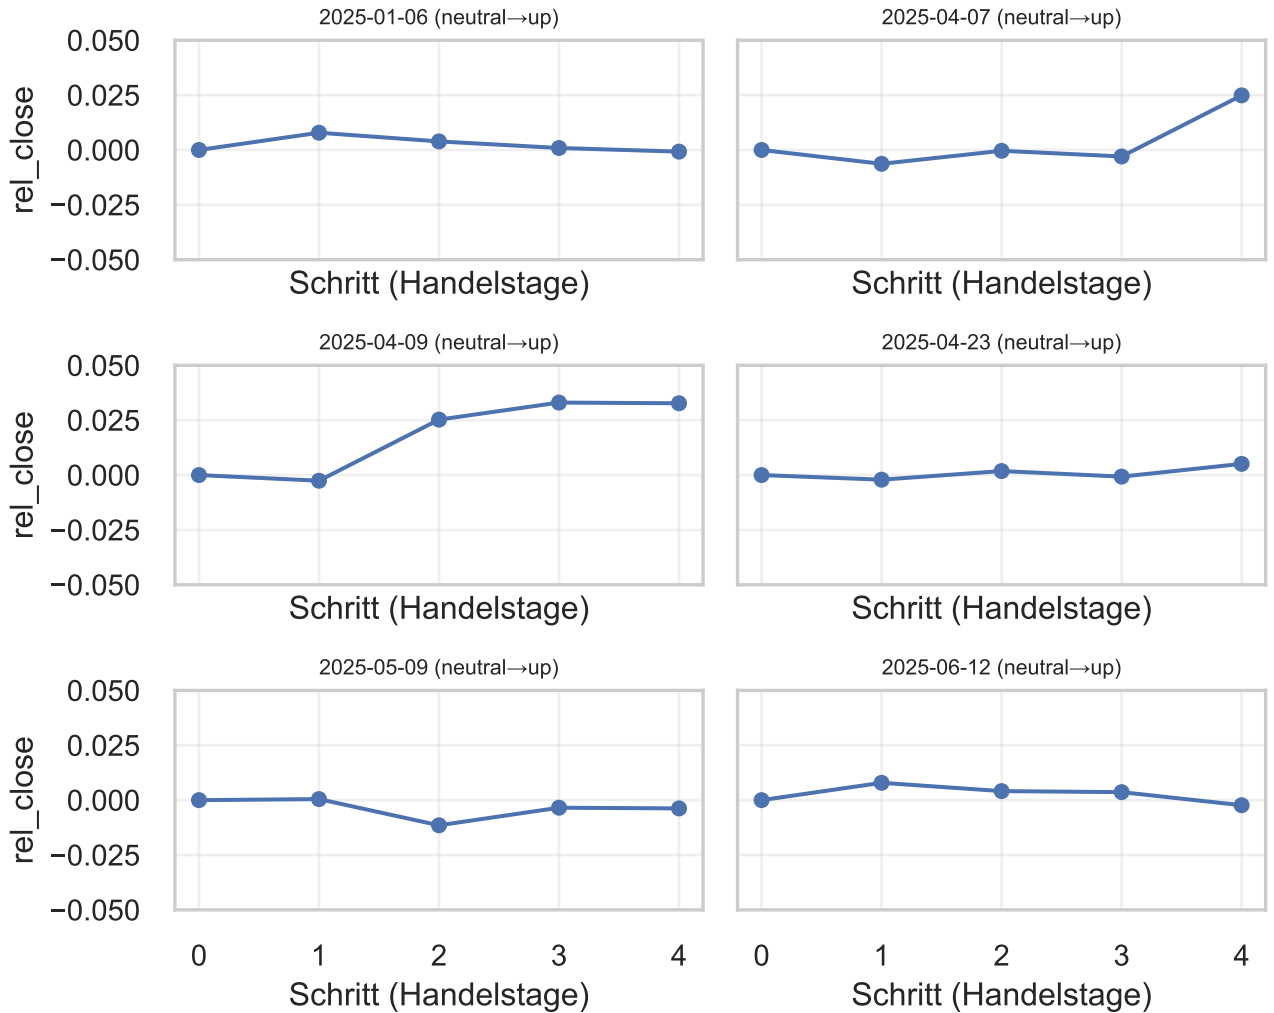 2025-01-06 (neutral→up)
0.050
0.025
0.000
−0.025
−0.050
rel_close
Schritt (Handelstage)
2025-04-07 (neutral→up)
Schritt (Handelstage)
2025-04-09 (neutral→up)
0.050
0.025
0.000
−0.025
−0.050
rel_close
Schritt (Handelstage)
2025-04-23 (neutral→up)
Schritt (Handelstage)
2025-05-09 (neutral→up)
0.050
0.025
0.000
−0.025
−0.050
rel_close
0 1 2 3 4
Schritt (Handelstage)
2025-06-12 (neutral→up)
0 1 2 3 4
Schritt (Handelstage)